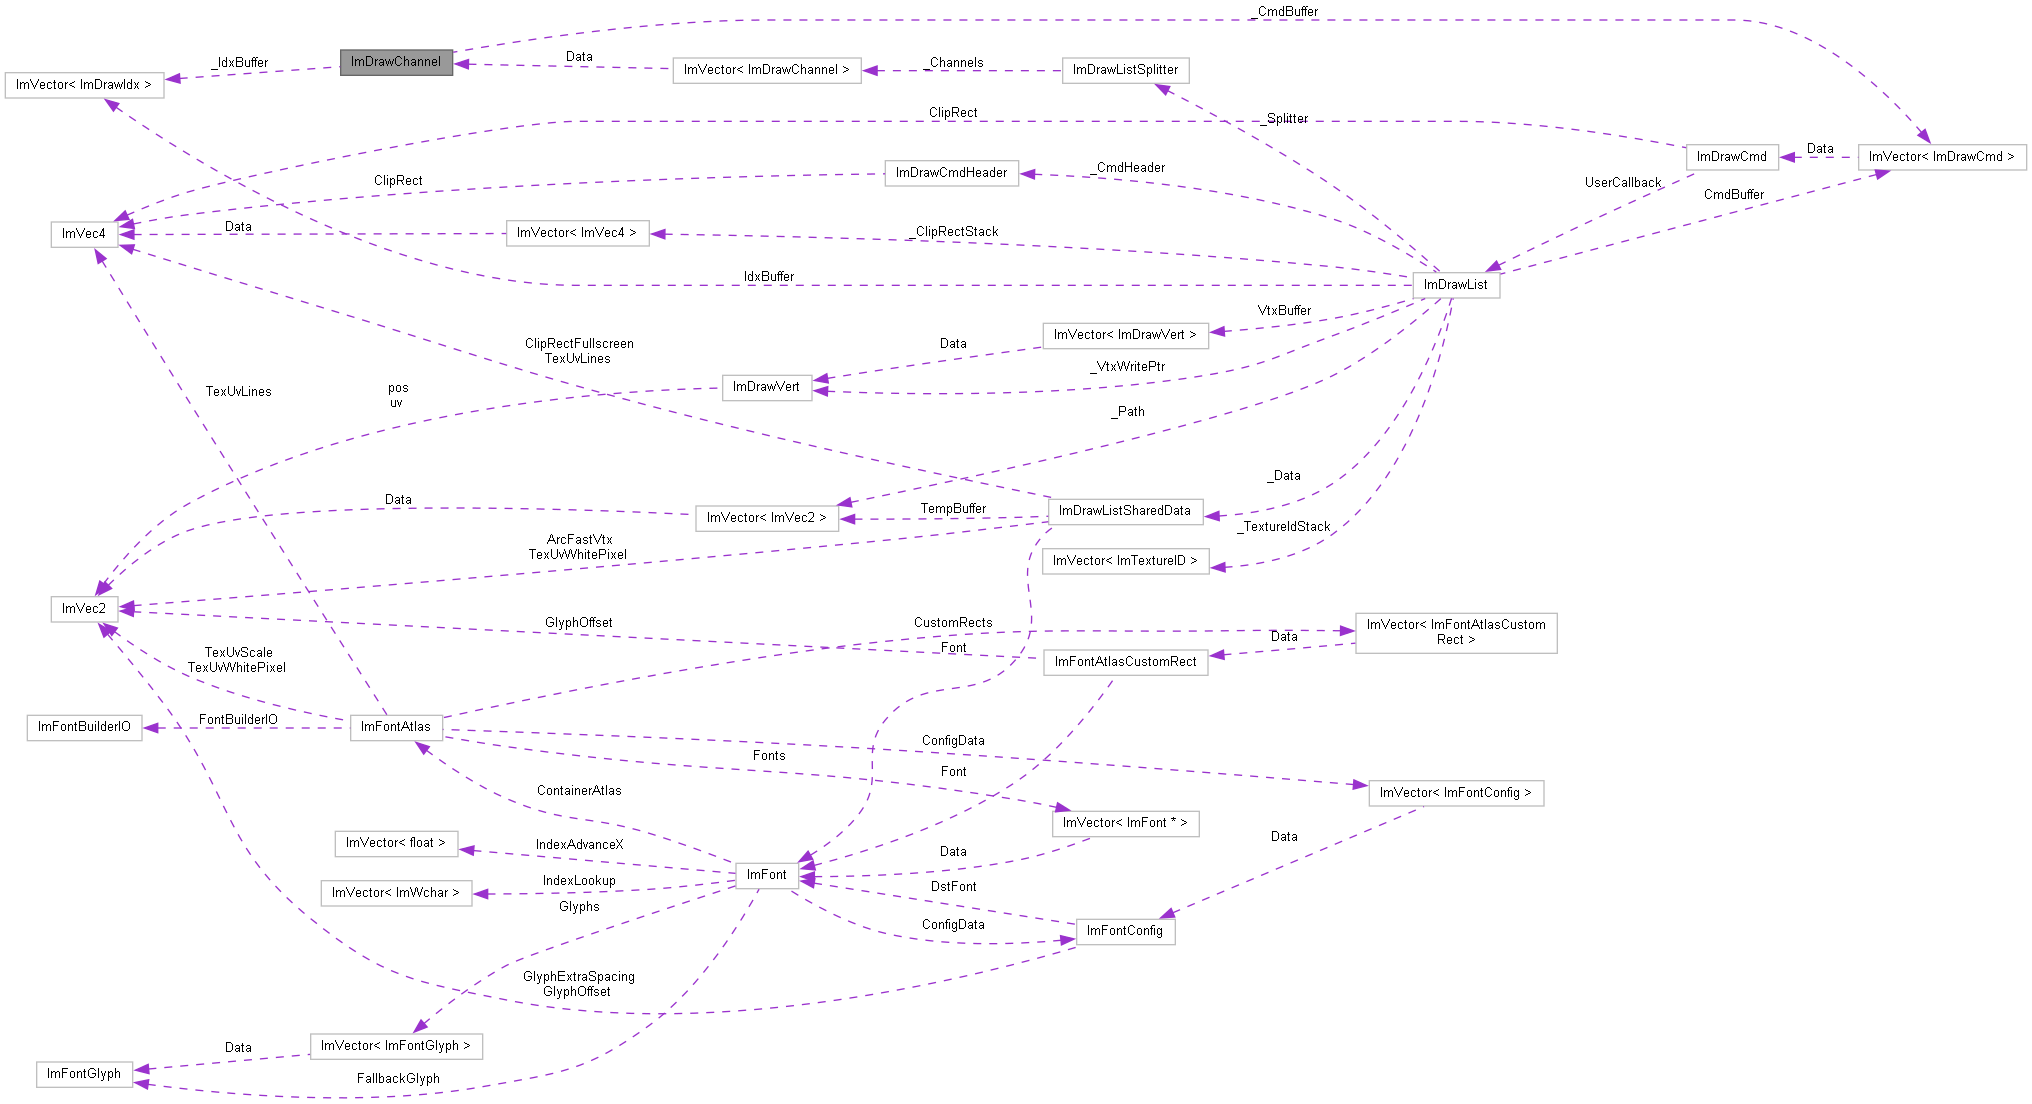 _CmdBuffer
ImDrawChannel
_IdxBuffer
Data
ImVector< ImDrawChannel >
_Channels
ImDrawListSplitter
ImVector< ImDrawIdx >
ClipRect
_Splitter
ImDrawCmd
Data
ImVector< ImDrawCmd >
ClipRect
ImDrawCmdHeader
_CmdHeader
UserCallback
CmdBuffer
ImVec4
Data
ImVector< ImVec4 >
_ClipRectStack
IdxBuffer
ImDrawList
VtxBuffer
ImVector< ImDrawVert >
Data
ClipRectFullscreen
TexUvLines
_VtxWritePtr
ImDrawVert
TexUvLines
pos
uv
_Path
_Data
Data
ImVector< ImVec2 >
TempBuffer
ImDrawListSharedData
_TextureIdStack
ArcFastVtx
TexUvWhitePixel
ImVector< ImTextureID >
ImVec2
GlyphOffset
CustomRects
ImVector< ImFontAtlasCustom
Rect >
Data
Font
ImFontAtlasCustomRect
TexUvScale
TexUvWhitePixel
FontBuilderIO
ImFontBuilderIO
ImFontAtlas
ConfigData
Fonts
Font
ContainerAtlas
ImVector< ImFontConfig >
ImVector< ImFont * >
ImVector< float >
IndexAdvanceX
Data
Data
ImFont
ImVector< ImWchar >
IndexLookup
DstFont
Glyphs
ConfigData
ImFontConfig
GlyphExtraSpacing
GlyphOffset
ImVector< ImFontGlyph >
Data
ImFontGlyph
FallbackGlyph